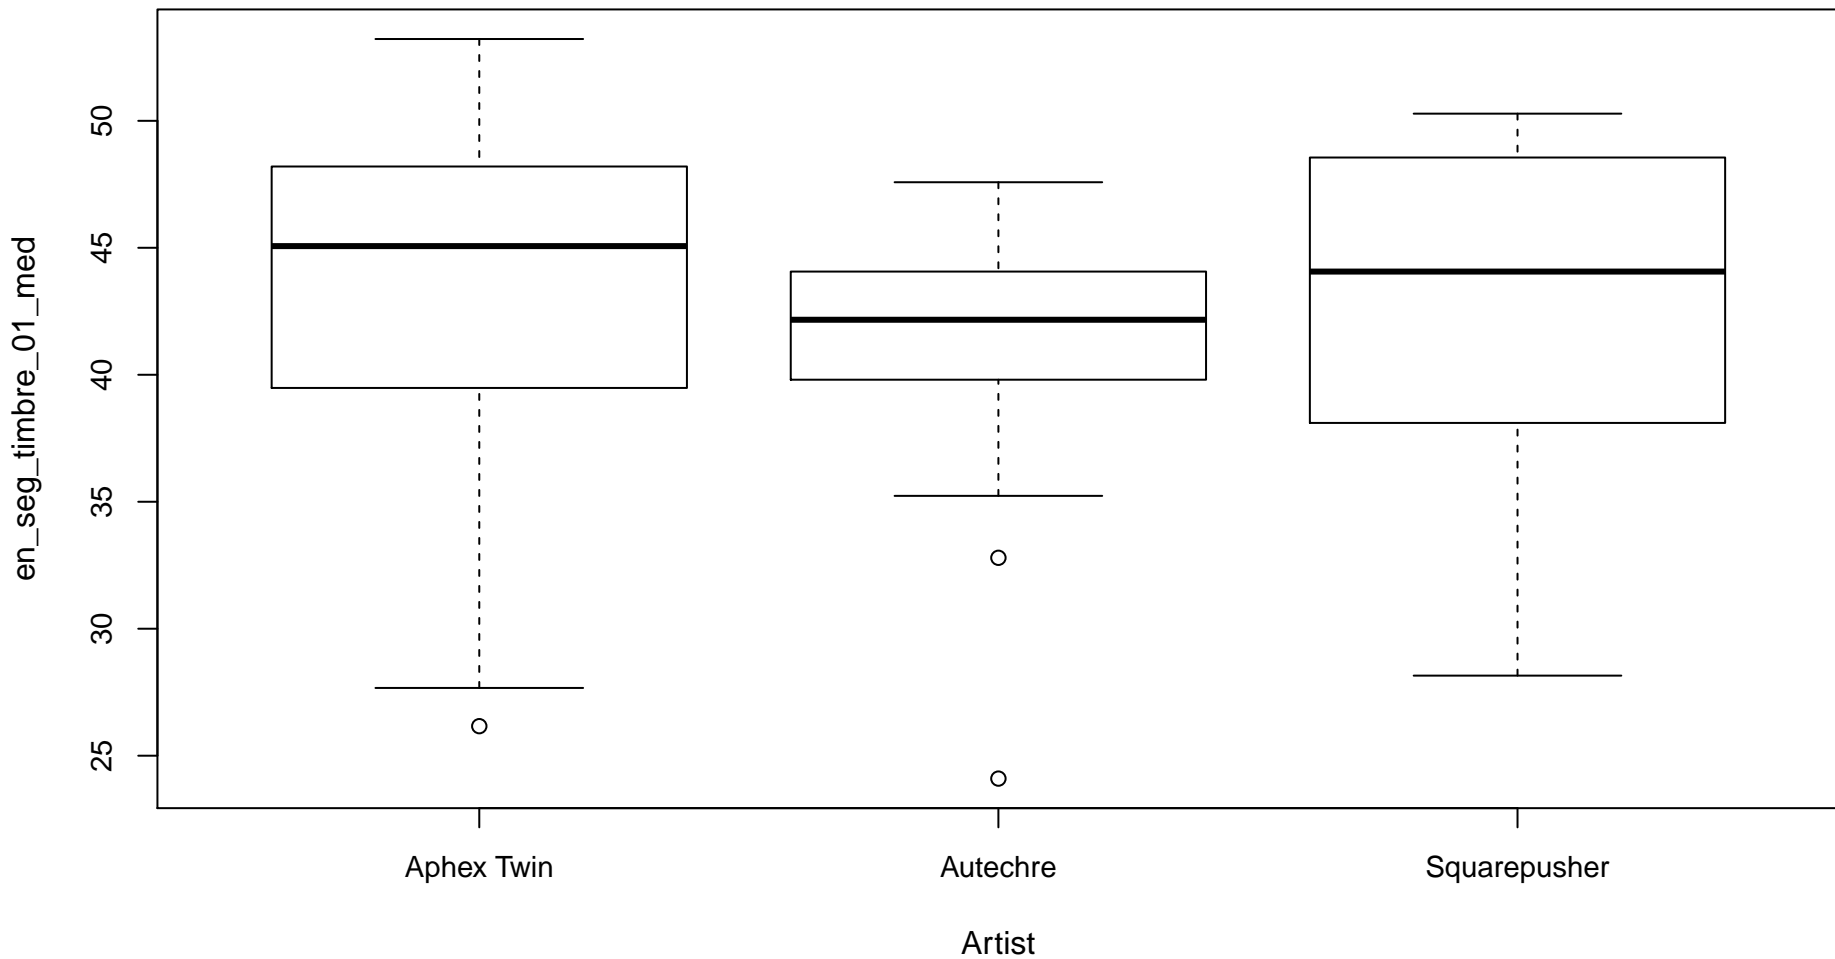 en_seg_timbre_01_med
50
45
40
35
30
25
Aphex Twin
Autechre
Squarepusher
Artist